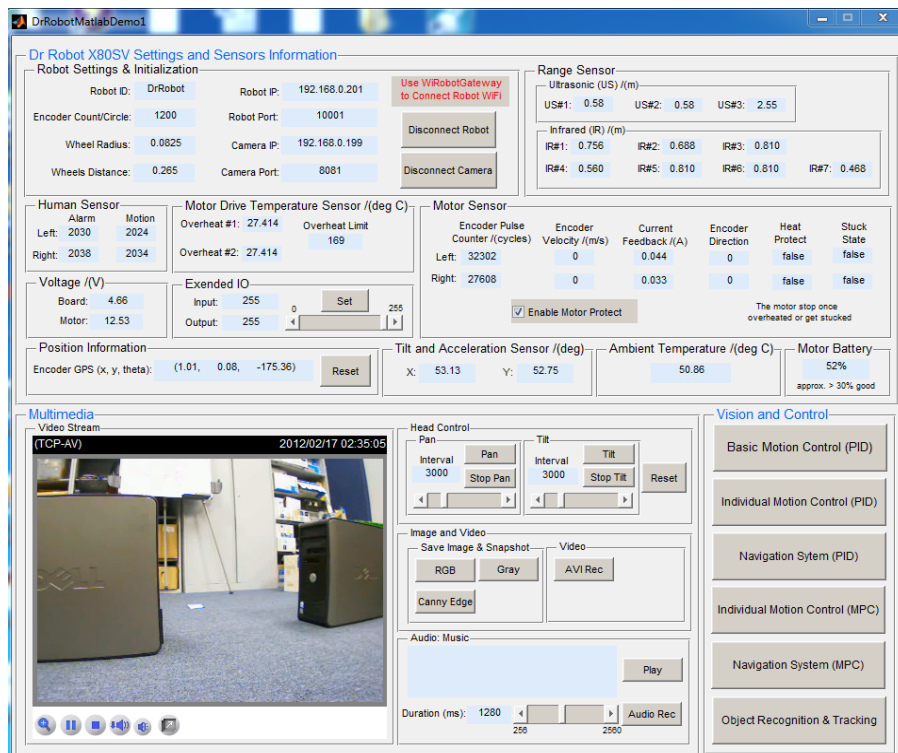 DrRobotMatlabDemo1
Dr Robot X80SV Settings and Sensors Information
Robot Settings & Initialization
Robot ID: DrRobot Robot IP: 192.168.0.201
Use WiRobotGateway
to Connect Robot WiFi
Encoder Count/Circle: 1200 Robot Port: 10001 Disconnect Robot
Wheel Radius: 0.0825 Camera IP: 192.168.0.199
Wheels Distance: 0.265 Camera Port: 8081 Disconnect Camera
Range Sensor
Ultrasonic (US) /(m)
US#1: 0.58 US#2: 0.58 US#3: 2.55
Infrared (IR) /(m)
IR#1: 0.756 IR#2: 0.688 IR#3: 0.810
IR#4: 0.560 IR#5: 0.810 IR#6: 0.810 IR#7: 0.468
Human Sensor
Alarm Motion
Left: 2030 2024
Right: 2038 2034
Motor Drive Temperature Sensor /(deg C)
Overheat #1: 27.414 Overheat Limit
169
Overheat #2: 27.414
Motor Sensor
Encoder Pulse Counter /(cycles) Encoder Velocity /(m/s) Current Feedback /(A) Encoder Direction Heat Protect Stuck State
Left: 32302 0 0.044 0 false false
Right: 27608 0 0.033 0 false false
Enable Motor Protect
The motor stop once
overheated or get stucked
Voltage /(V)
Board: 4.66
Motor: 12.53
Exended IO
Input: 255 Set
Output: 255 0 255
Position Information
Encoder GPS (x, y, theta): (1.01, 0.08, -175.36) Reset
Tilt and Acceleration Sensor /(deg)
X: 53.13 Y: 52.75
Ambient Temperature /(deg C)
50.86
Motor Battery
52%
approx. > 30% good
Multimedia
Video Stream
(TCP-AV) 2012/02/17 02:35:05
DELL
Head Control
Pan
Interval Pan
3000 Stop Pan
Tilt
Interval Tilt
3000 Stop Tilt
Reset
Image and Video
Save Image & Snapshot
RGB Gray
Canny Edge
Video
AVI Rec
Audio: Music
Play
Duration (ms): 1280 Audio Rec
256 2560
Vision and Control
Basic Motion Control (PID)
Individual Motion Control (PID)
Navigation Sytem (PID)
Individual Motion Control (MPC)
Navigation System (MPC)
Object Recognition & Tracking